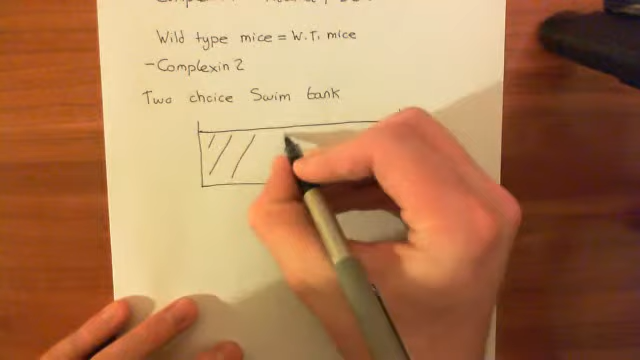 Wild type mice = W.T. mice
- Complexin 2
Two choice Swim tank